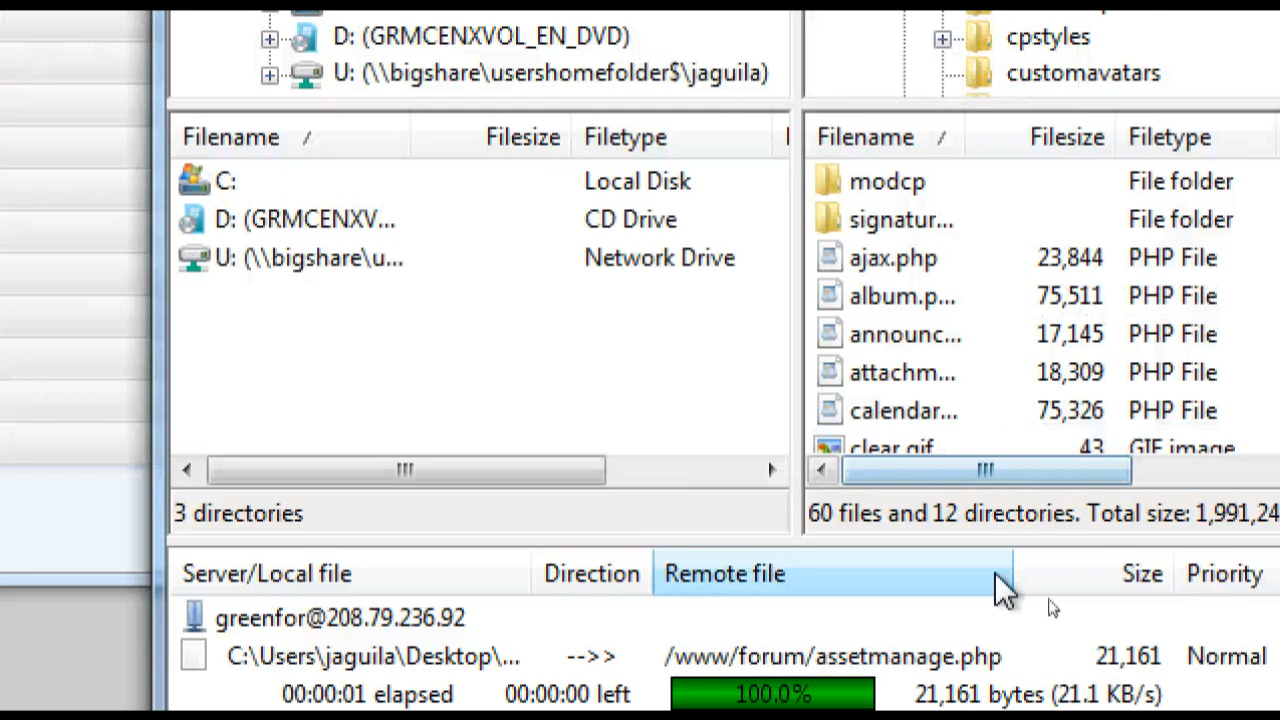 D: (GRMCENXVOL_EN_DVD)
U: (\\bigshare\usershomefolder$\jaguila)
cpstyles
customavatars
Filename / Filesize Filetype
C: Local Disk
D: (GRMCENXV... CD Drive
U: (\\bigshare\u... Network Drive
3 directories
Filename / Filesize Filetype
modcp File folder
signatur... File folder
ajax.php 23,844 PHP File
album.p... 75,511 PHP File
announc... 17,145 PHP File
attachm... 18,309 PHP File
calendar... 75,326 PHP File
clear.gif 43 GIF image
60 files and 12 directories. Total size: 1,991,24
Server/Local file Direction Remote file Size Priority
greenfor@208.79.236.92
C:\Users\jaguila\Desktop\... -->> /www/forum/assetmanage.php 21,161 Normal
00:00:01 elapsed 00:00:00 left 100.0% 21,161 bytes (21.1 KB/s)